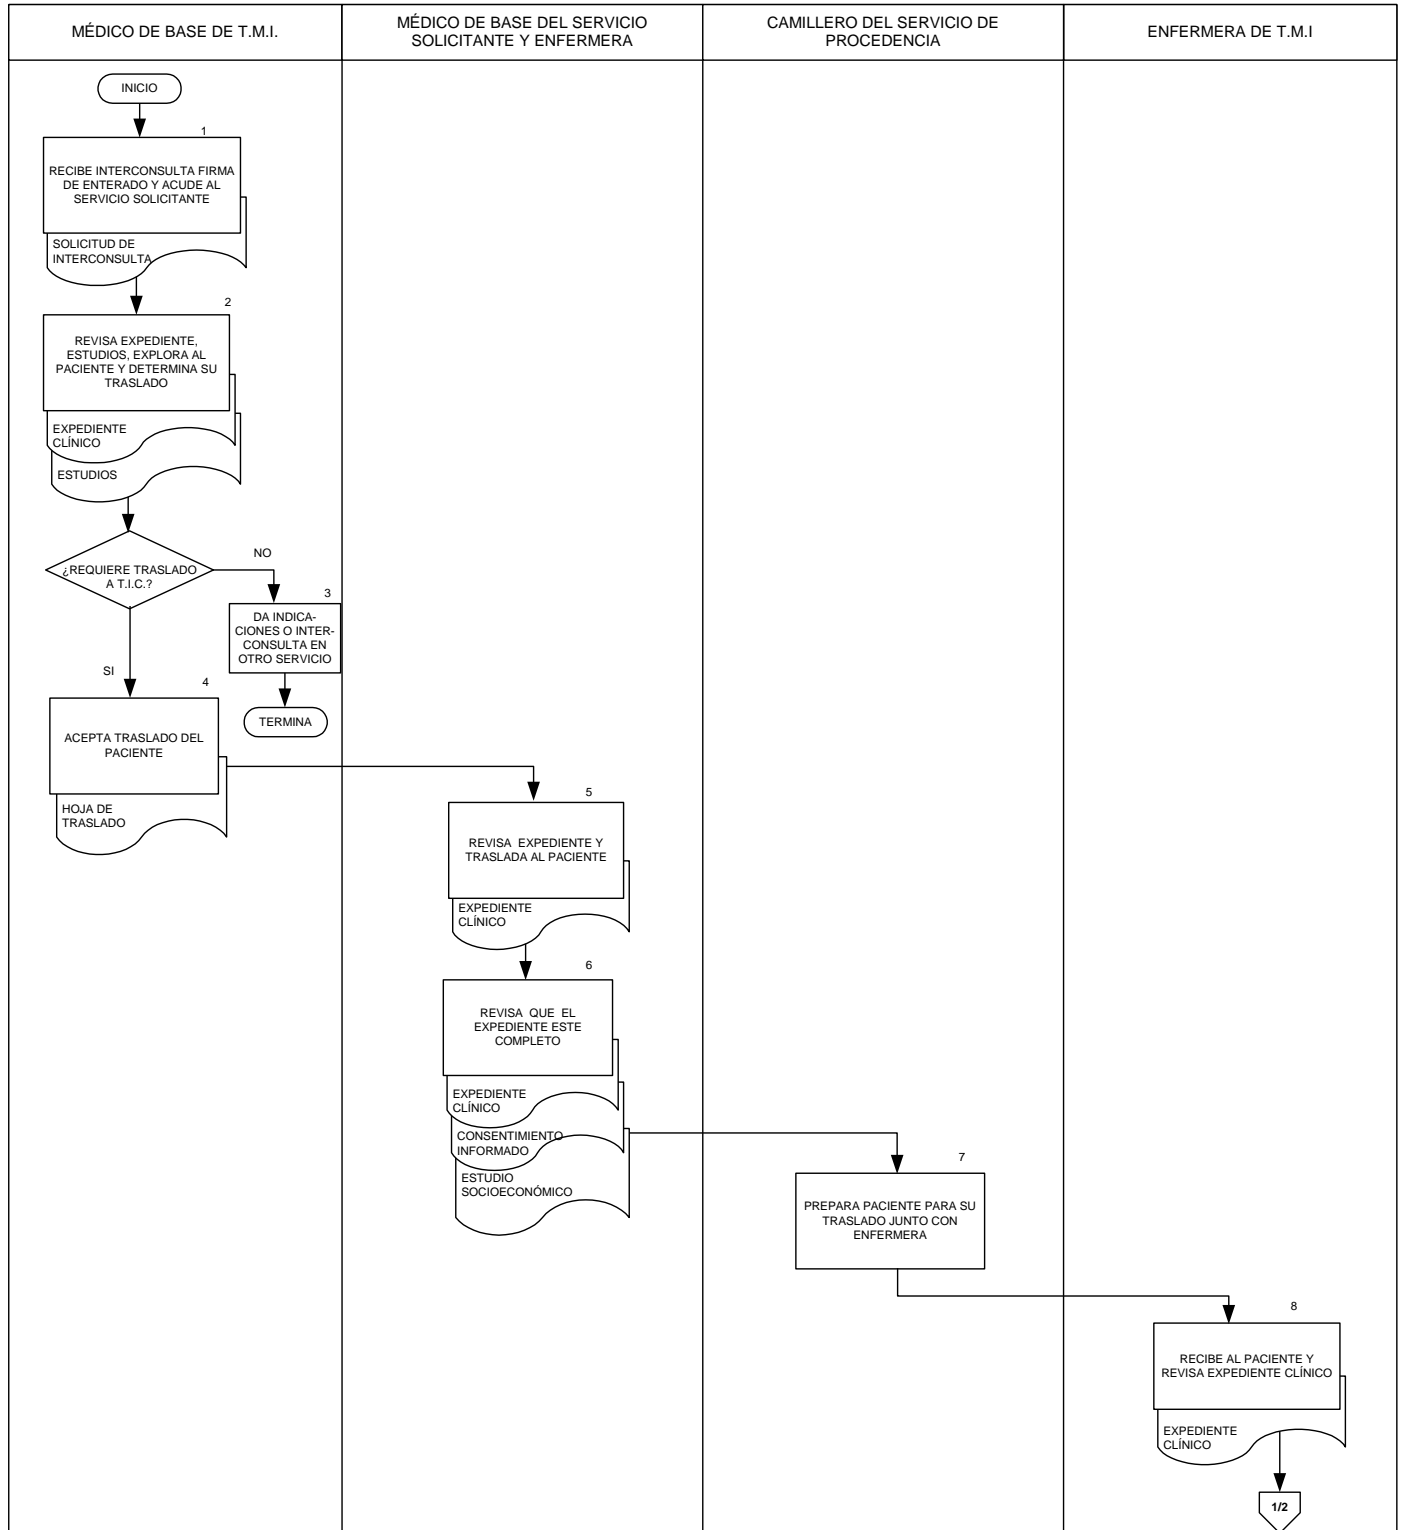 MÉDICO DE BASE DE T.M.I.
MÉDICO DE BASE DEL SERVICIO
SOLICITANTE Y ENFERMERA
CAMILLERO DEL SERVICIO DE
PROCEDENCIA
ENFERMERA DE T.M.I
INICIO
1
RECIBE INTERCONSULTA FIRMA
DE ENTERADO Y ACUDE AL
SERVICIO SOLICITANTE
SOLICITUD DE
INTERCONSULTA
2
REVISA EXPEDIENTE,
ESTUDIOS, EXPLORA AL
PACIENTE Y DETERMINA SU
TRASLADO
EXPEDIENTE
CLÍNICO
ESTUDIOS
¿REQUIERE TRASLADO
A T.I.C.?
NO
3
DA INDICA-
CIONES O INTER-
CONSULTA EN
OTRO SERVICIO
TERMINA
SI
4
ACEPTA TRASLADO DEL
PACIENTE
HOJA DE
TRASLADO
5
REVISA EXPEDIENTE Y
TRASLADA AL PACIENTE
EXPEDIENTE
CLÍNICO
6
REVISA QUE EL
EXPEDIENTE ESTE
COMPLETO
EXPEDIENTE
CLÍNICO
CONSENTIMIENTO
INFORMADO
ESTUDIO
SOCIOECONÓMICO
7
PREPARA PACIENTE PARA SU
TRASLADO JUNTO CON
ENFERMERA
8
RECIBE AL PACIENTE Y
REVISA EXPEDIENTE CLÍNICO
EXPEDIENTE
CLÍNICO
1/2